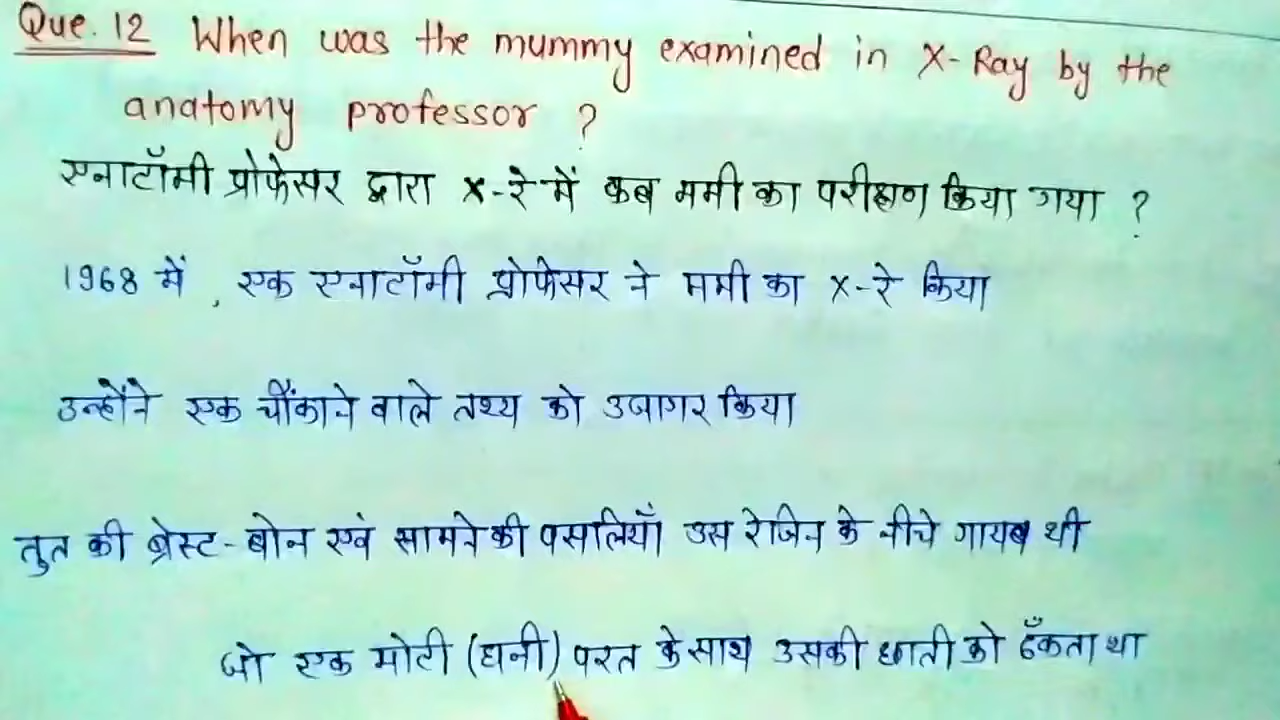 Que. 12 When was the mummy examined in X-Ray by the
anatomy professor ?
एनाटॉमी प्रोफेसर द्वारा x-रे में कब ममी का परीक्षण किया गया ?
1968 में , एक एनाटॉमी प्रोफेसर ने ममी का x-रे किया
उन्होंने एक चौंकाने वाले तथ्य को उजागर किया
तुत की ब्रेस्ट-बोन एवं सामने की पसलियाँ उस रेजिन के नीचे गायब थी
जो एक मोटी (घनी) परत के साथ उसकी छाती को ढँकता था